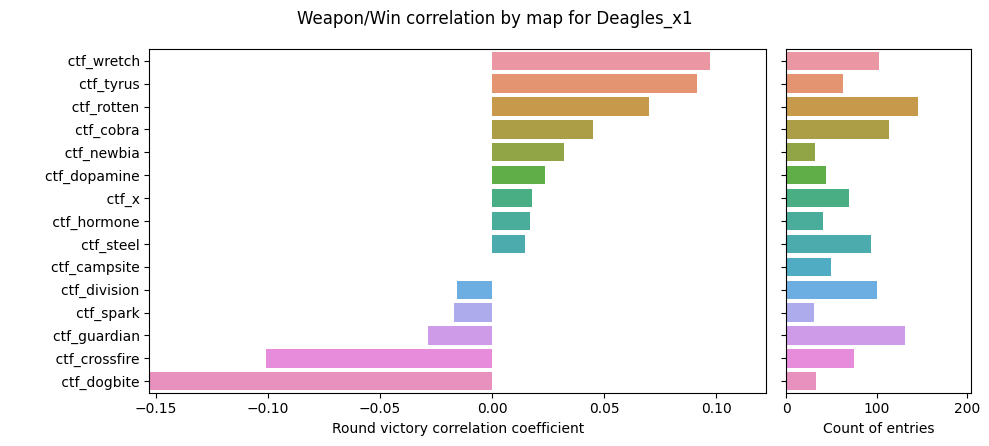 Weapon/Win correlation by map for Deagles_x1
ctf_wretch
ctf_tyrus
ctf_rotten
ctf_cobra
ctf_newbia
ctf_dopamine
ctf_x
ctf_hormone
ctf_steel
ctf_campsite
ctf_division
ctf_spark
ctf_guardian
ctf_crossfire
ctf_dogbite
−0.15 −0.10 −0.05 0.00 0.05 0.10
0 100 200
Round victory correlation coefficient
Count of entries